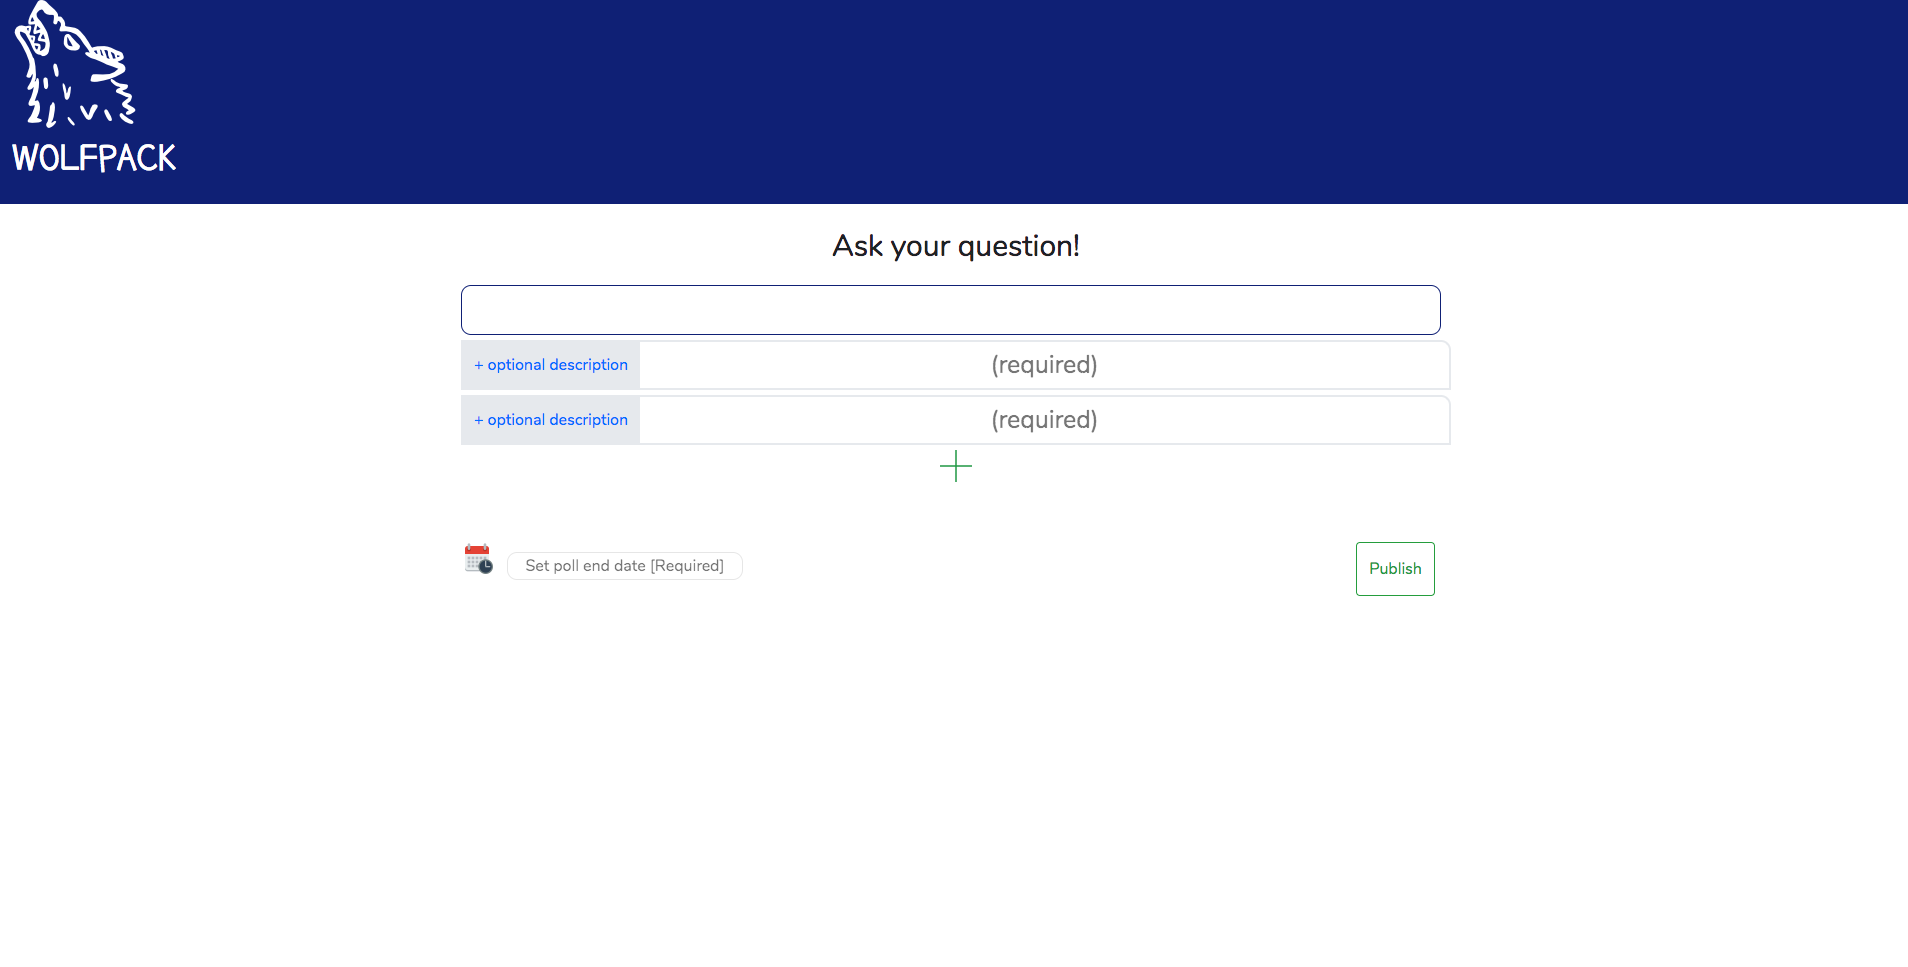 WOLFPACK
Ask your question!
+ optional description (required)
+ optional description (required)
Set poll end date [Required]
Publish